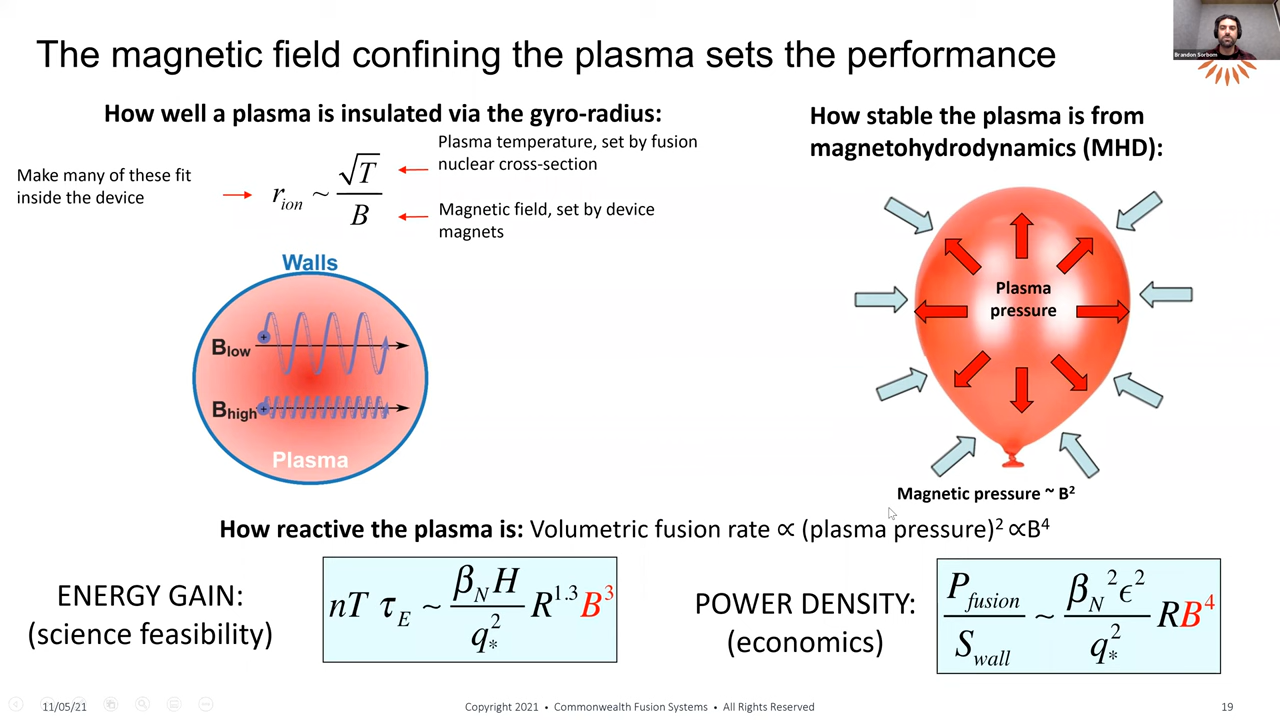 The magnetic field confining the plasma sets the performance
Brandon Sorbom
How well a plasma is insulated via the gyro-radius:
Make many of these fit
inside the device
r_ion ~ √T / B
Plasma temperature, set by fusion
nuclear cross-section
Magnetic field, set by device
magnets
Walls
B_low
B_high
Plasma
How stable the plasma is from
magnetohydrodynamics (MHD):
Plasma
pressure
Magnetic pressure ~ B²
How reactive the plasma is: Volumetric fusion rate ∝ (plasma pressure)² ∝B⁴
ENERGY GAIN:
(science feasibility)
nT τ_E ~ β_N H / q_*² R^1.3 B³
POWER DENSITY:
(economics)
P_fusion / S_wall ~ β_N² ϵ² / q_*² RB⁴
11/05/21
Copyright 2021 • Commonwealth Fusion Systems • All Rights Reserved
19